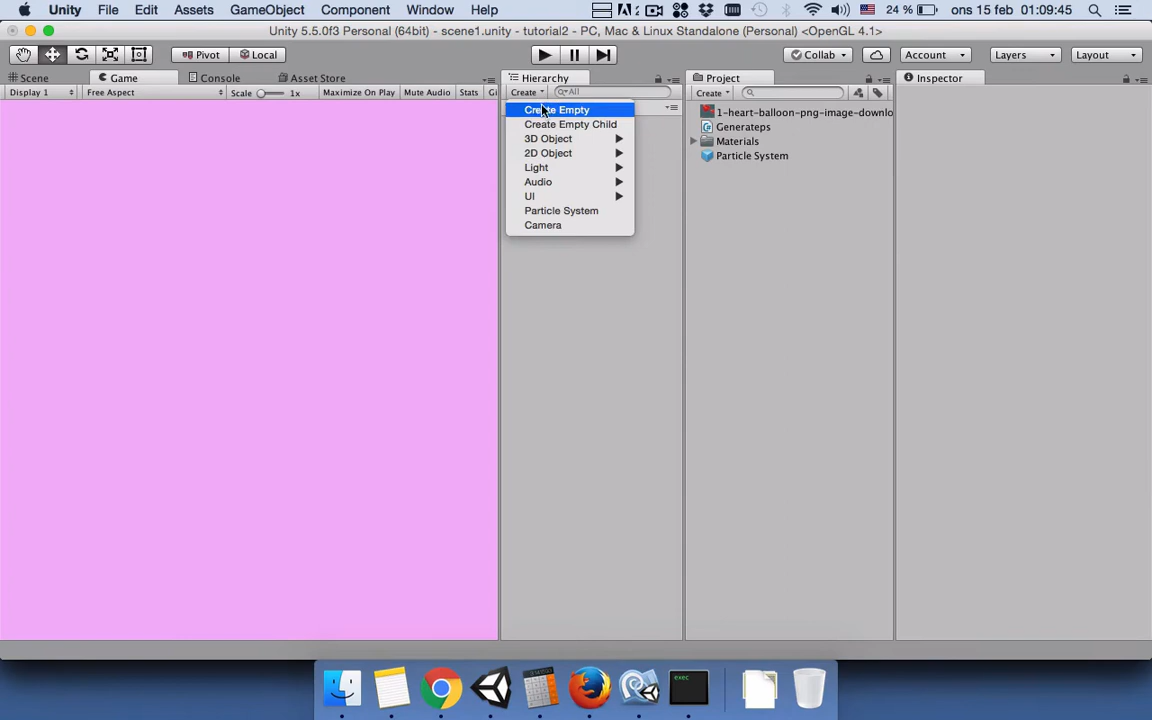 Unity File Edit Assets GameObject Component Window Help 24 % ons 15 feb 01:09:45
Unity 5.5.0f3 Personal (64bit) - scene1.unity - tutorial2 - PC, Mac & Linux Standalone (Personal) <OpenGL 4.1>
Pivot Local Collab Account Layers Layout
Scene Game Console Asset Store Hierarchy Project Inspector
Display 1 Free Aspect Scale 1x Maximize On Play Mute Audio Stats Gi Create All Create
Create Empty
Create Empty Child
3D Object
2D Object
Light
Audio
UI
Particle System
Camera
1-heart-balloon-png-image-downlo
Generateps
Materials
Particle System
exec